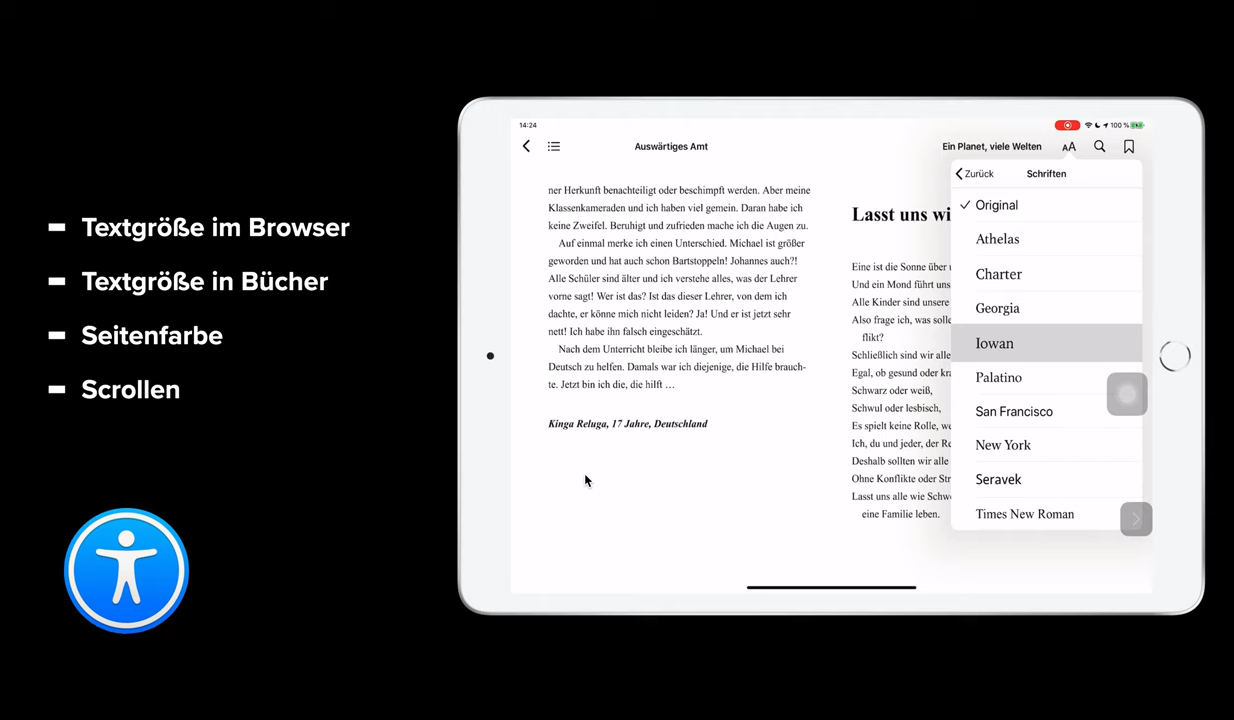 Textgröße im Browser
Textgröße in Bücher
Seitenfarbe
Scrollen
14:24
100 %
Auswärtiges Amt
Ein Planet, viele Welten
AA
ner Herkunft benachteiligt oder beschimpft werden. Aber meine
Klassenkameraden und ich haben viel gemein. Daran habe ich
keine Zweifel. Beruhigt und zufrieden mache ich die Augen zu.
Auf einmal merke ich einen Unterschied. Michael ist größer
geworden und hat auch schon Bartstoppeln! Johannes auch?!
Alle Schüler sind älter und ich verstehe alles, was der Lehrer
vorne sagt! Wer ist das? Ist das dieser Lehrer, von dem ich
dachte, er könne mich nicht leiden? Ja! Und er ist jetzt sehr
nett! Ich habe ihn falsch eingeschätzt.
Nach dem Unterricht bleibe ich länger, um Michael bei
Deutsch zu helfen. Damals war ich diejenige, die Hilfe brauch-
te. Jetzt bin ich die, die hilft …
Kinga Reluga, 17 Jahre, Deutschland
Lasst uns wi
Eine ist die Sonne über
Und ein Mond führt uns
Alle Kinder sind unsere
Also frage ich, was solle
flikt?
Schließlich sind wir alle
Egal, ob gesund oder kra
Schwarz oder weiß,
Schwul oder lesbisch,
Es spielt keine Rolle, we
Ich, du und jeder, der Re
Deshalb sollten wir alle
Ohne Konflikte oder Str
Lasst uns alle wie Schw
eine Familie leben.
Zurück
Schriften
Original
Athelas
Charter
Georgia
Iowan
Palatino
San Francisco
New York
Seravek
Times New Roman